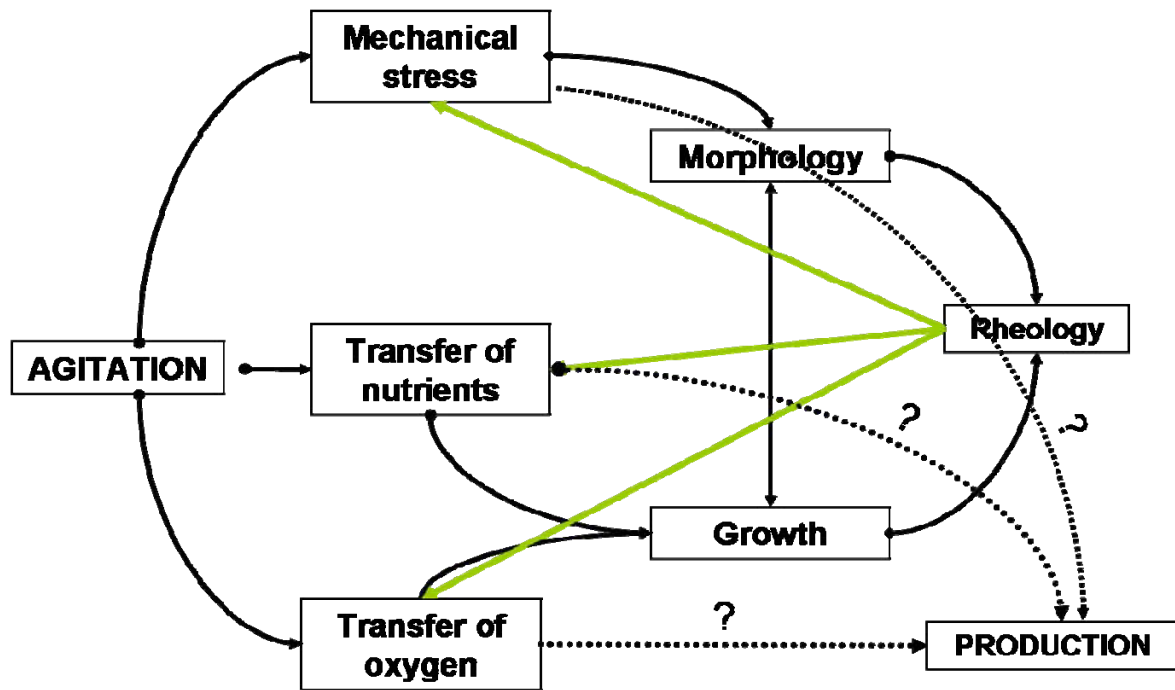 Mechanical
stress
Morphology
Rheology
AGITATION
Transfer of
nutrients
?
?
Growth
?
Transfer of
oxygen
PRODUCTION